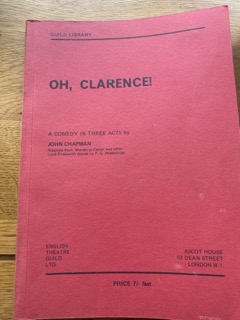 GUILD LIBRARY
OH, CLARENCE!
A COMEDY IN THREE ACTS by
JOHN CHAPMAN
Adapted from 'Blandings Castle' and other
Lord Emsworth stories by P. G. Wodehouse
ENGLISH
THEATRE
GUILD
LTD
ASCOT HOUSE
52 DEAN STREET
LONDON W.1.
PRICE 7/- Net